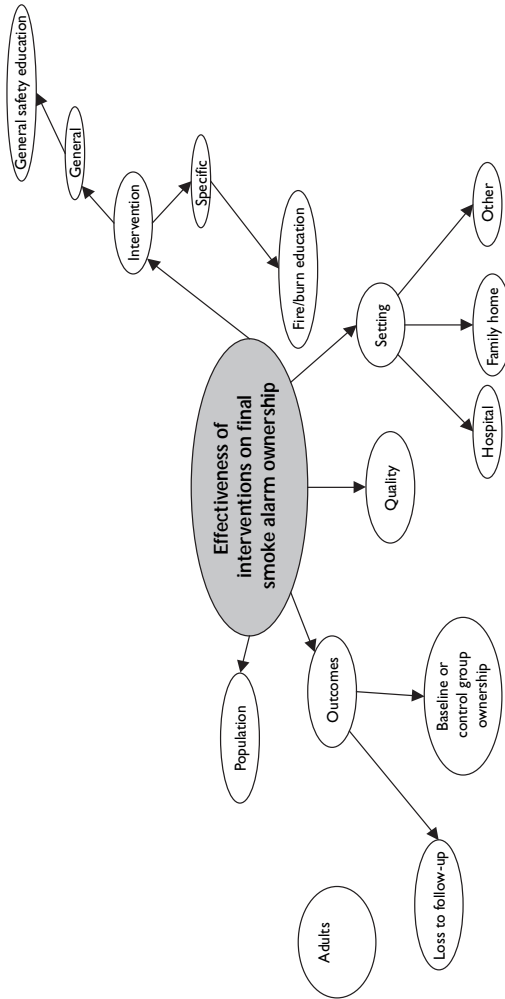 Effectiveness of
interventions on final
smoke alarm ownership
Population
Adults
Outcomes
Loss to follow-up
Baseline or
control group
ownership
Quality
Setting
Hospital
Family home
Other
Intervention
General
General safety education
Specific
Fire/burn education